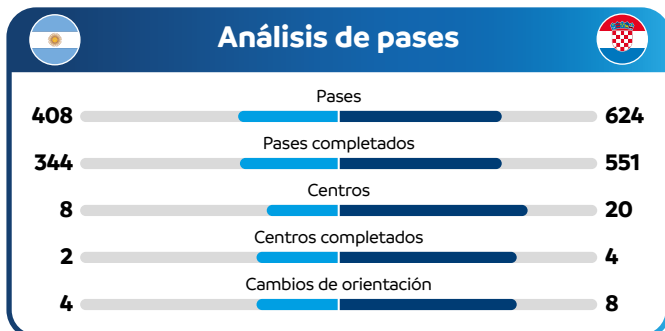 Análisis de pases
Pases
408 624
Pases completados
344 551
Centros
8 20
Centros completados
2 4
Cambios de orientación
4 8